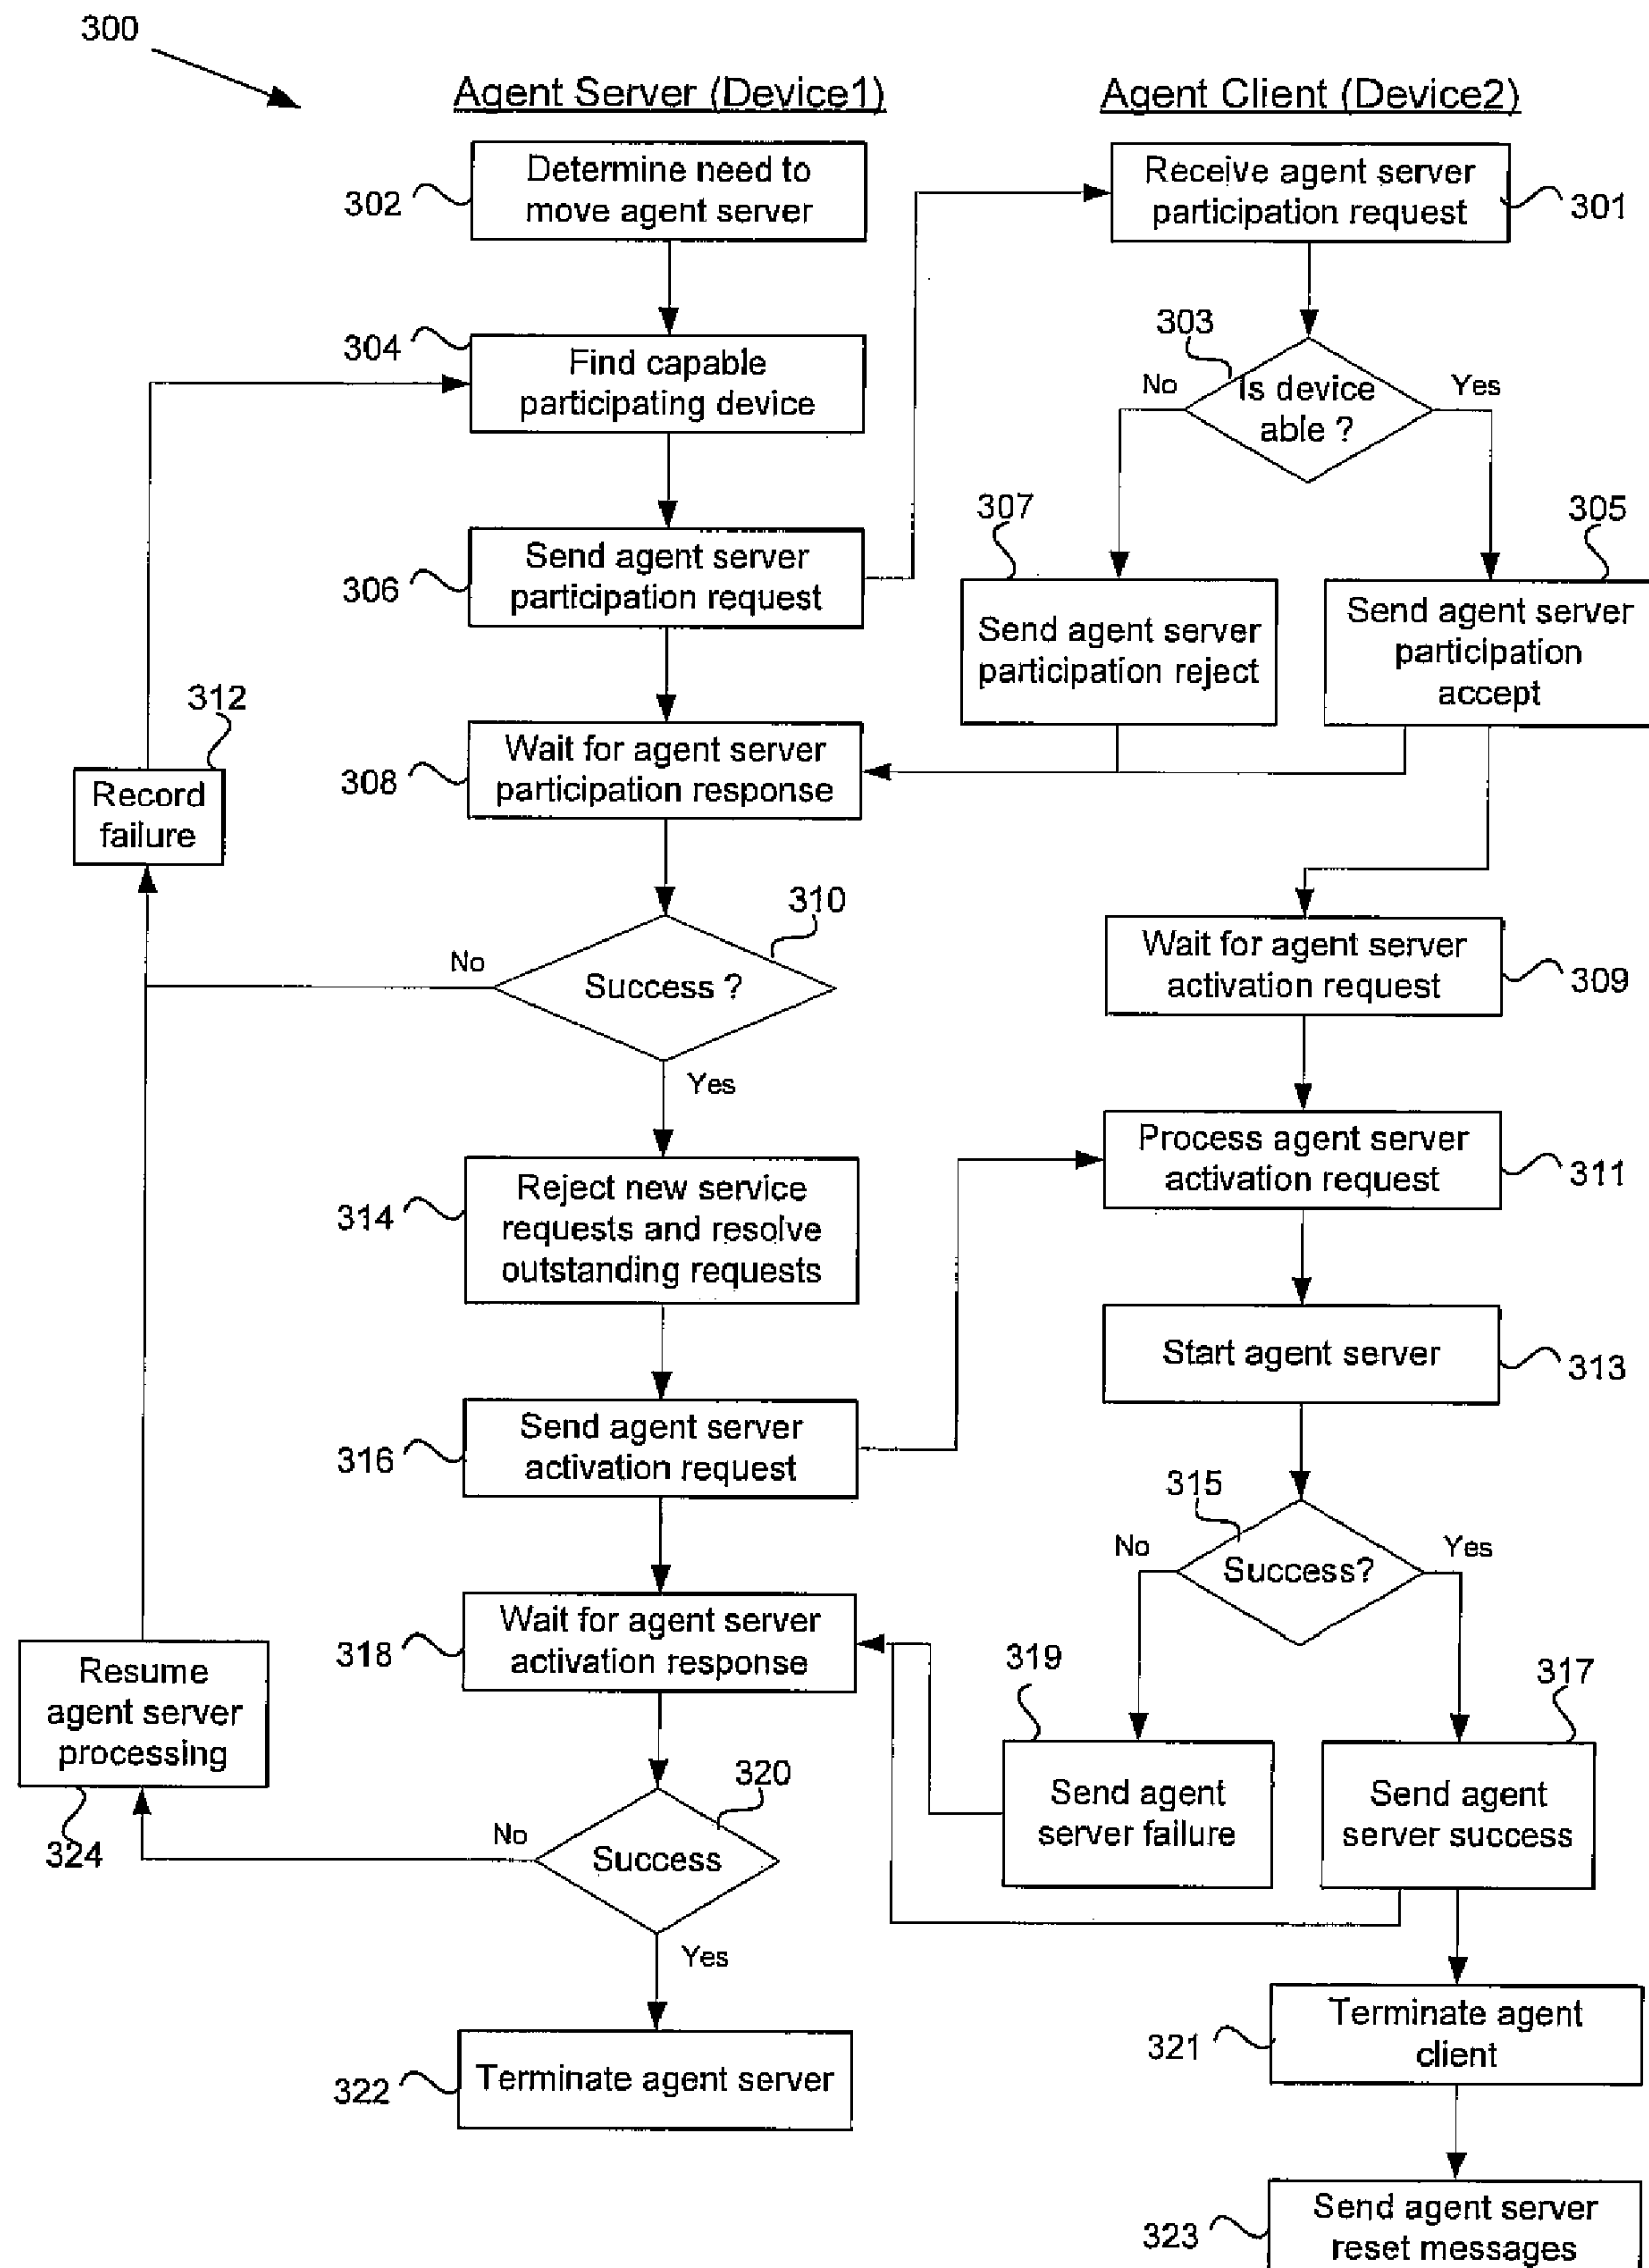 300
Agent Server (Device1)
Agent Client (Device2)
Determine need to
move agent server
302
Receive agent server
participation request
301
304
Find capable
participating device
303
No
Is device
able ?
Yes
306
Send agent server
participation request
307
Send agent server
participation reject
305
Send agent server
participation
accept
312
Record
failure
308
Wait for agent server
participation response
310
No
Success ?
Yes
Wait for agent server
activation request
309
314
Reject new service
requests and resolve
outstanding requests
Process agent server
activation request
311
Start agent server
313
316
Send agent server
activation request
315
No
Success?
Yes
318
Wait for agent server
activation response
319
Send agent
server failure
317
Send agent
server success
Resume
agent server
processing
324
320
No
Success
Yes
322
Terminate agent server
321
Terminate agent
client
323
Send agent server
reset messages